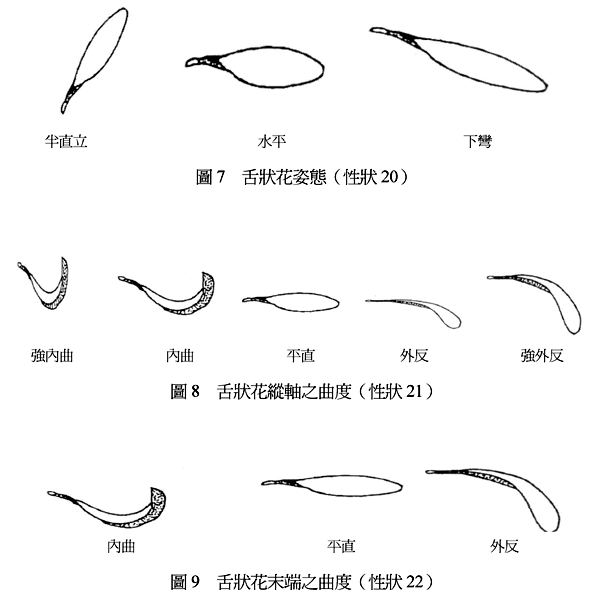 半直立 水平 下彎
圖 7 舌狀花姿態（性狀 20）
強內曲 內曲 平直 外反 強外反
圖 8 舌狀花縱軸之曲度（性狀 21）
內曲 平直 外反
圖 9 舌狀花末端之曲度（性狀 22）